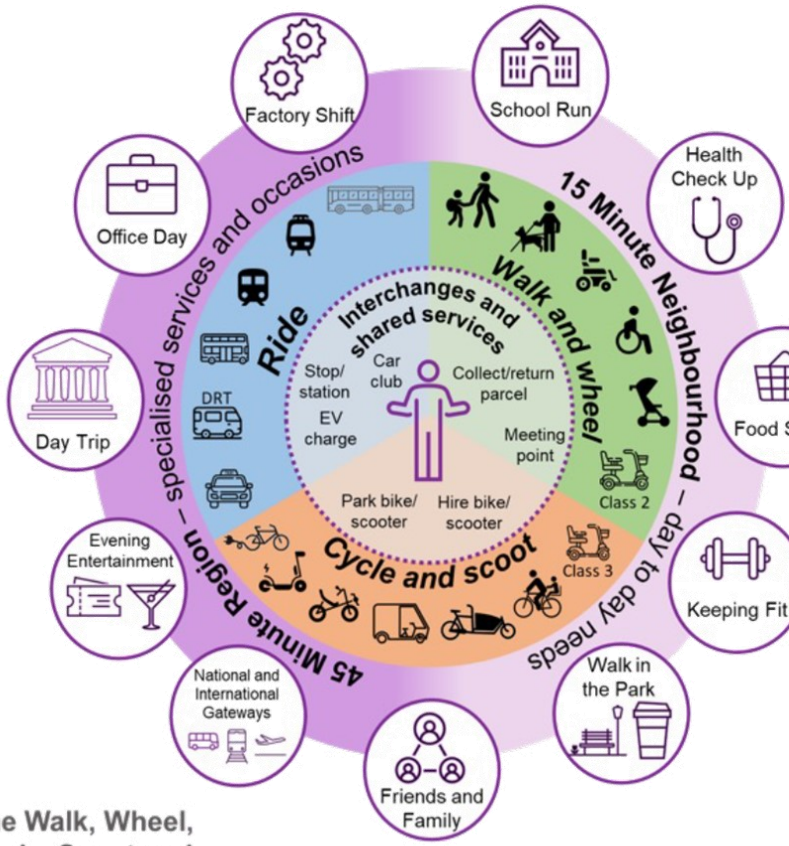 Factory Shift
School Run
Health
Check Up
Office Day
45 Minute Region – specialised services and occasions
15 Minute Neighbourhood – day to day needs
Ride
Walk and wheel
Interchanges and
shared services
Stop/
station
Car
club
Collect/return
parcel
EV
charge
Meeting
point
DRT
Day Trip
Food S
Park bike/
scooter
Hire bike/
scooter
Class 2
Class 3
Cycle and scoot
Evening
Entertainment
Keeping Fit
Walk in
the Park
National and
International
Gateways
Friends and
Family
e Walk, Wheel,